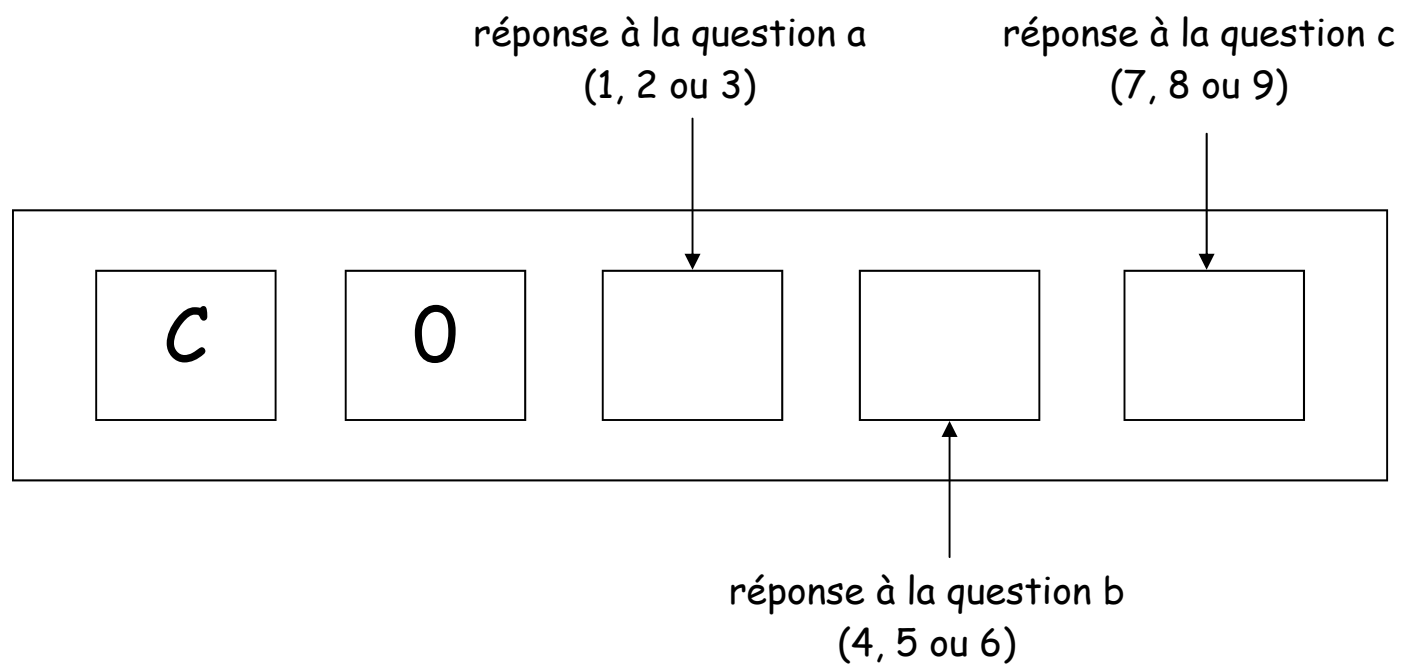 réponse à la question a
(1, 2 ou 3)
réponse à la question c
(7, 8 ou 9)
C O
réponse à la question b
(4, 5 ou 6)